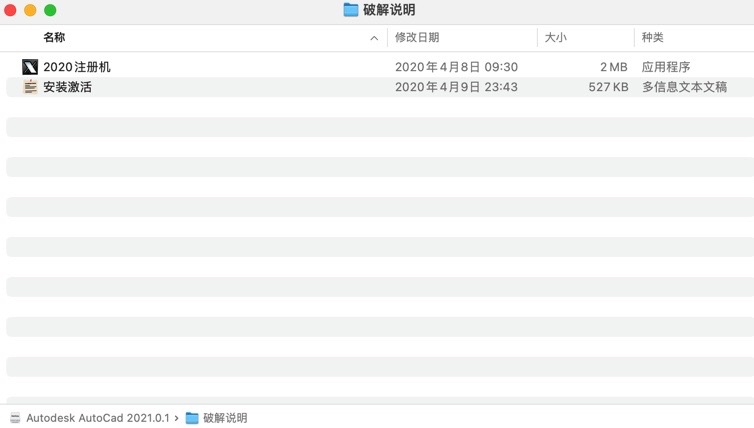 破解说明
名称 修改日期 大小 种类
2020注册机 2020年4月8日 09:30 2 MB 应用程序
安装激活 2020年4月9日 23:43 527 KB 多信息文本文稿
Autodesk AutoCad 2021.0.1 › 破解说明